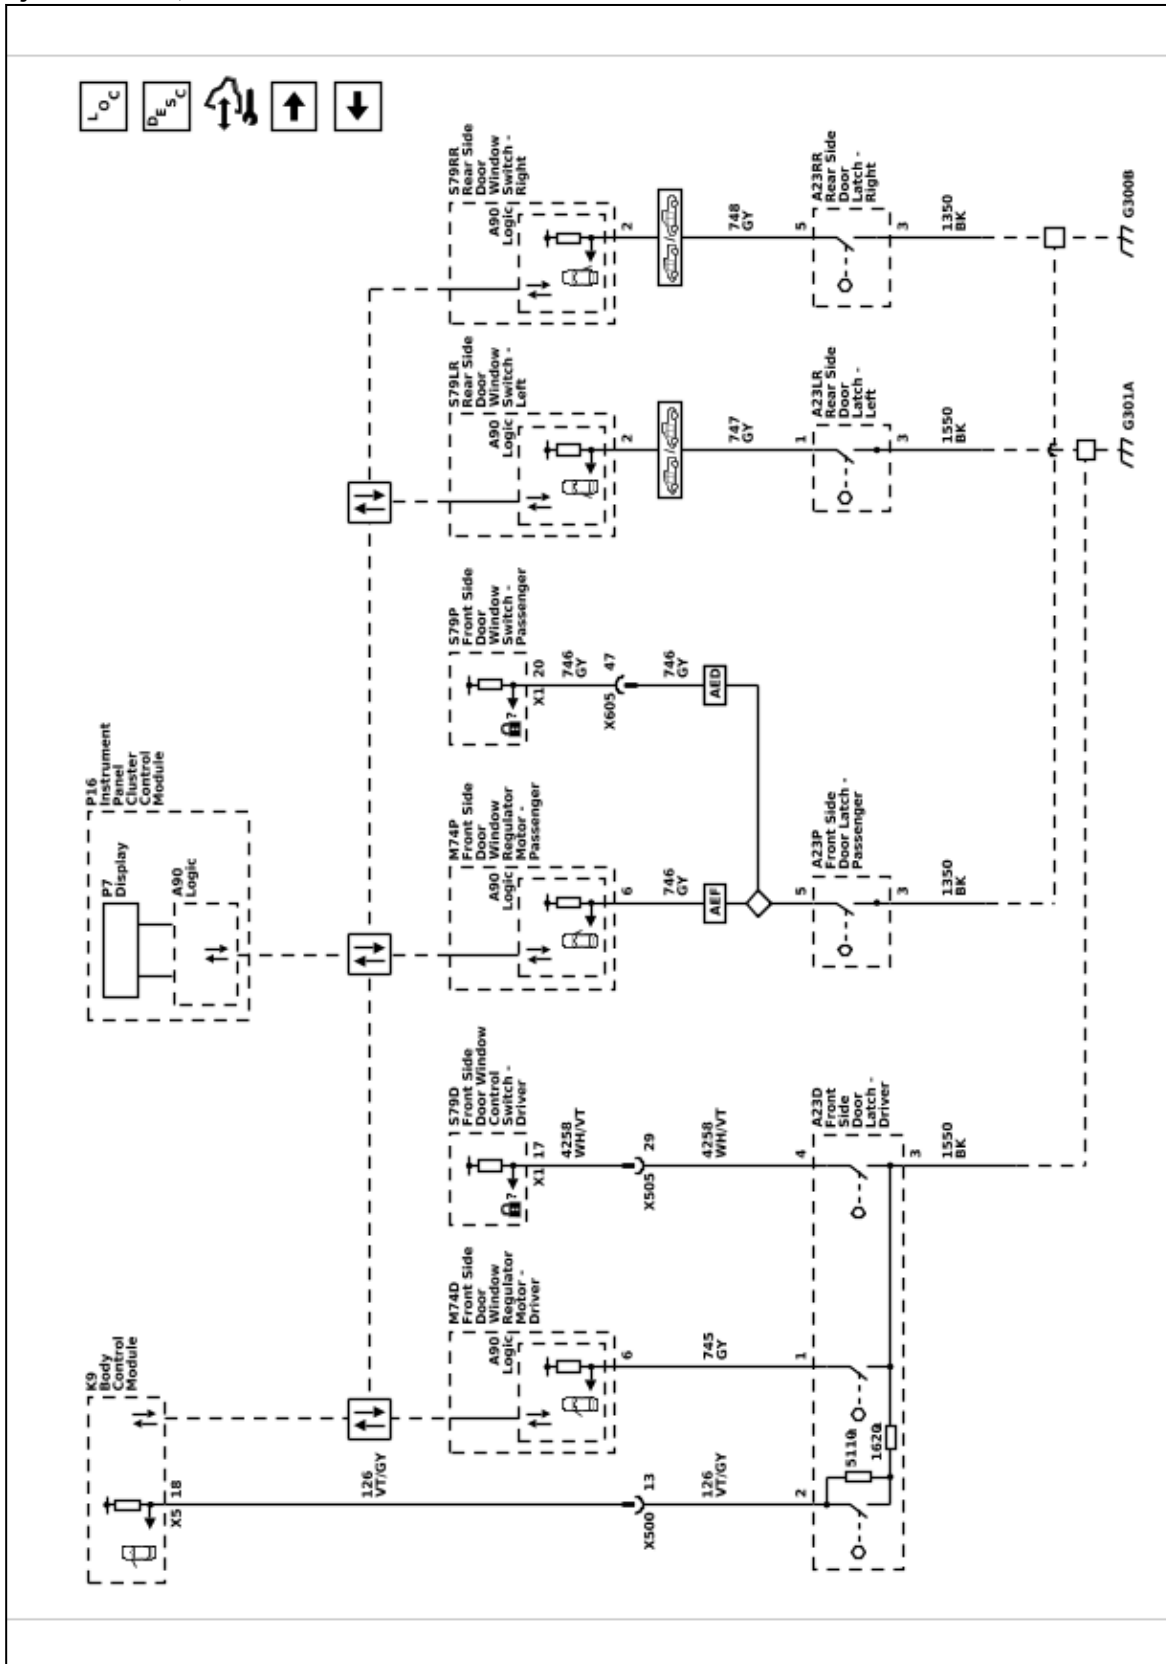 K9
Body
Control
Module
P16
Instrument
Panel
Cluster
Control
Module
P7
Display
A90
Logic
LOC
DESC
18
X5
126
VT/GY
M74D
Front Side
Door
Window
Regulator
Motor -
Driver
A90
Logic
6
S79D
Front Side
Door Window
Control
Switch -
Driver
?
X1
17
4258
WH/VT
M74P
Front Side
Door
Window
Regulator
Motor -
Passenger
A90
Logic
6
S79P
Front Side
Door
Window
Switch -
Passenger
?
X1
20
746
GY
S79LR
Rear Side
Door
Window
Switch -
Left
A90
Logic
2
S79RR
Rear Side
Door
Window
Switch -
Right
A90
Logic
2
X500
13
126
VT/GY
745
GY
X505
29
4258
WH/VT
746
GY
AEF
X605
47
746
GY
AED
747
GY
748
GY
A23D
Front
Side
Door
Latch -
Driver
2
1
4
5110
1620
3
1550
BK
A23P
Front Side
Door Latch -
Passenger
5
3
1350
BK
A23LR
Rear Side
Door
Latch -
Left
1
3
1550
BK
A23RR
Rear Side
Door
Latch -
Right
5
3
1350
BK
G301A
G300B